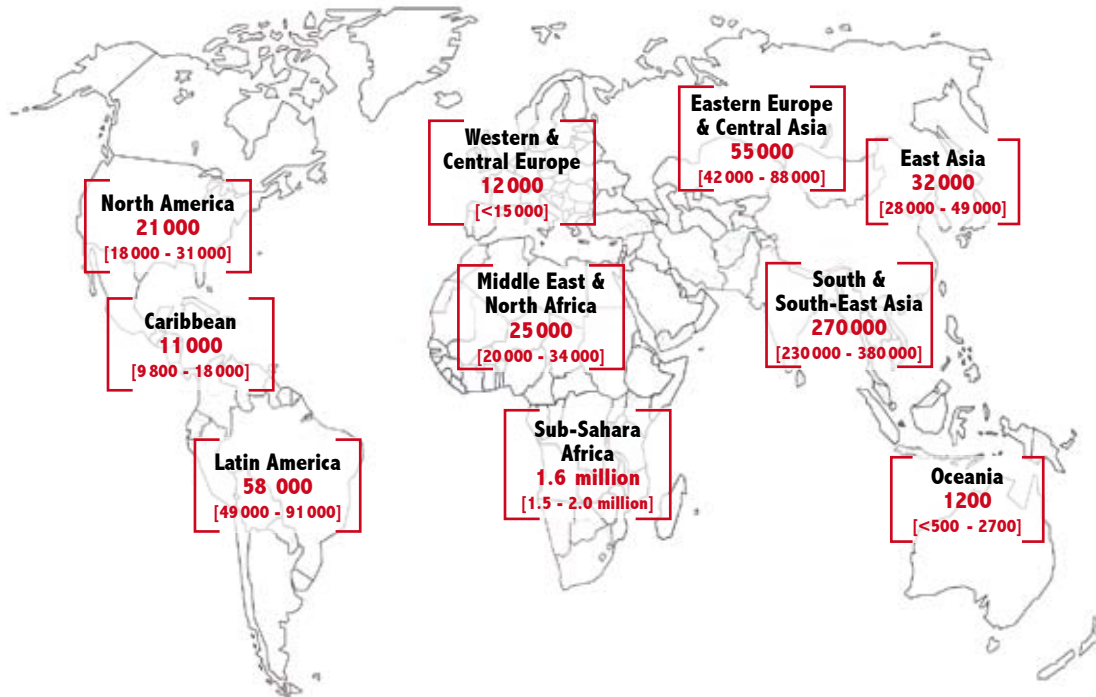 Eastern Europe
& Central Asia
55 000
[42 000 - 88 000]
Western &
Central Europe
12 000
[<15 000]
East Asia
32 000
[28 000 - 49 000]
North America
21 000
[18 000 - 31 000]
Middle East &
North Africa
25 000
[20 000 - 34 000]
South &
South-East Asia
270 000
[230 000 - 380 000]
Caribbean
11 000
[9 800 - 18 000]
Sub-Sahara
Africa
1.6 million
[1.5 - 2.0 million]
Latin America
58 000
[49 000 - 91 000]
Oceania
1200
[<500 - 2700]